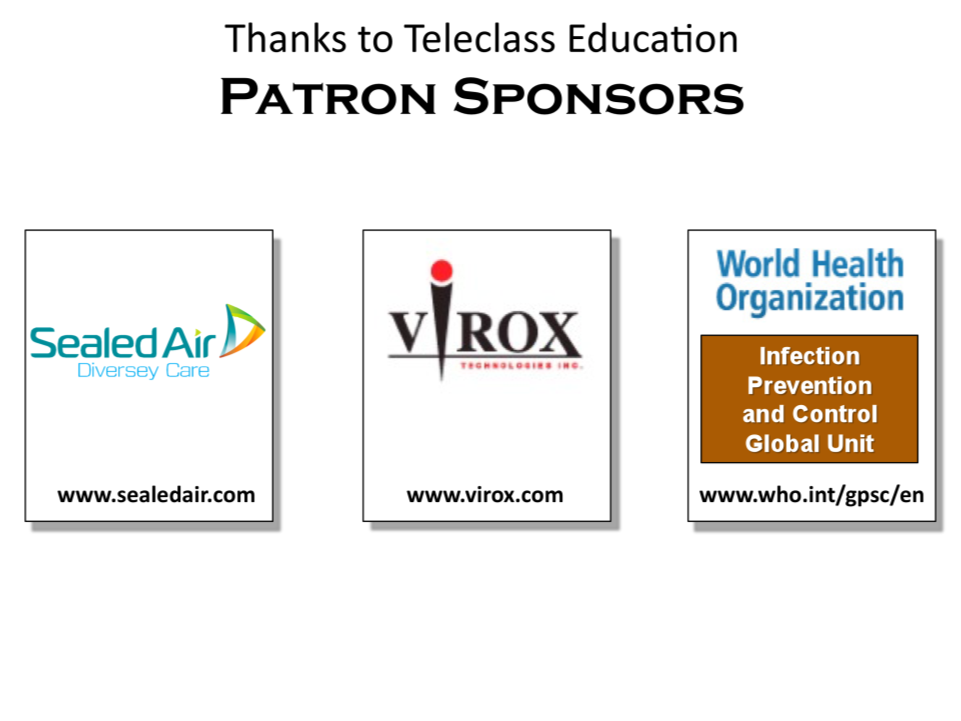 Thanks to Teleclass Education
PATRON SPONSORS
Sealed Air
Diversey Care
www.sealedair.com
VIROX
TECHNOLOGIES INC.
www.virox.com
World Health
Organization
Infection
Prevention
and Control
Global Unit
www.who.int/gpsc/en